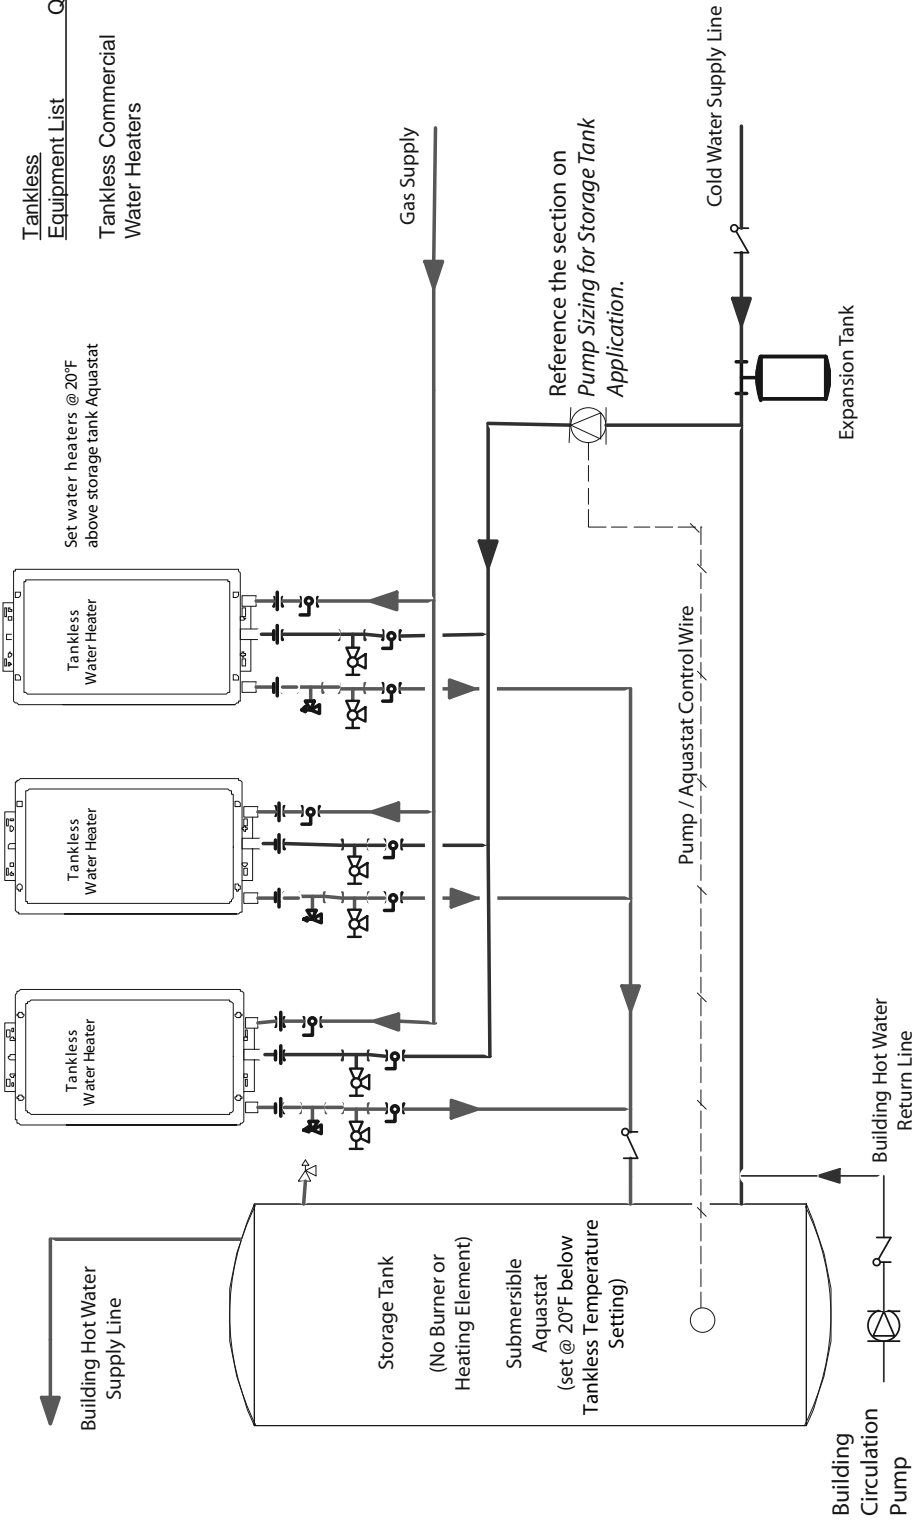 Tankless
Equipment List Q
Tankless Commercial
Water Heaters
Set water heaters @ 20°F
above storage tank Aquastat
Gas Supply
Reference the section on
Pump Sizing for Storage Tank
Application.
Cold Water Supply Line
Expansion Tank
Tankless
Water Heater
Tankless
Water Heater
Tankless
Water Heater
Pump / Aquastat Control Wire
Building Hot Water
Supply Line
Storage Tank
(No Burner or
Heating Element)
Submersible
Aquastat
(set @ 20°F below
Tankless Temperature
Setting)
Building Hot Water
Return Line
Building
Circulation
Pump